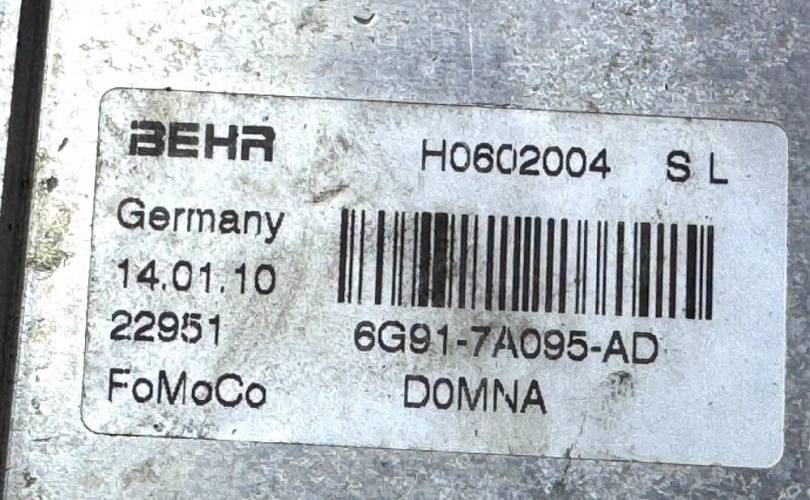 BEHR H0602004 S L
Germany
14.01.10
22951 6G91-7A095-AD
FoMoCo D0MNA